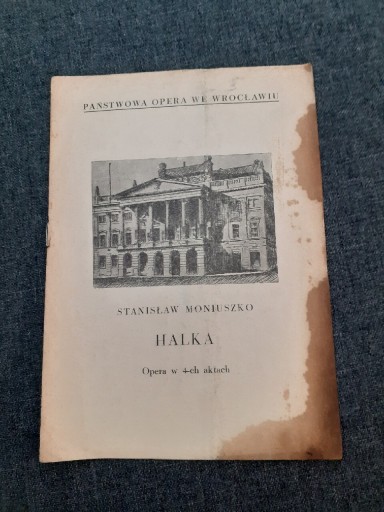 PAŃSTWOWA OPERA WE WROCŁAWIU
STANISŁAW MONIUSZKO
HALKA
Opera w 4-ch aktach